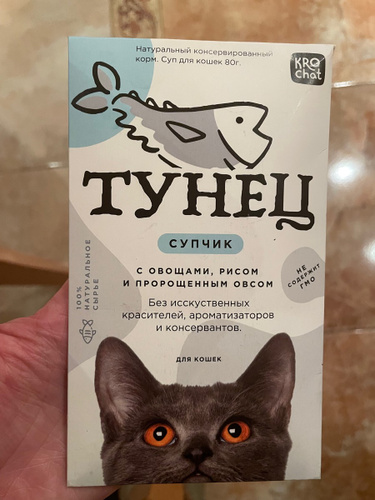 Натуральный консервированный
корм. Суп для кошек 80г.
KRO
chat
ТУНЕЦ
СУПЧИК
С ОВОЩАМИ, РИСОМ
И ПРОРОЩЕННЫМ ОВСОМ
100%
НАТУРАЛЬНОЕ
СЫРЬЕ
НЕ
СОДЕРЖИТ
ГМО
Без исскуственных
красителей, ароматизаторов
и консервантов.
ДЛЯ КОШЕК